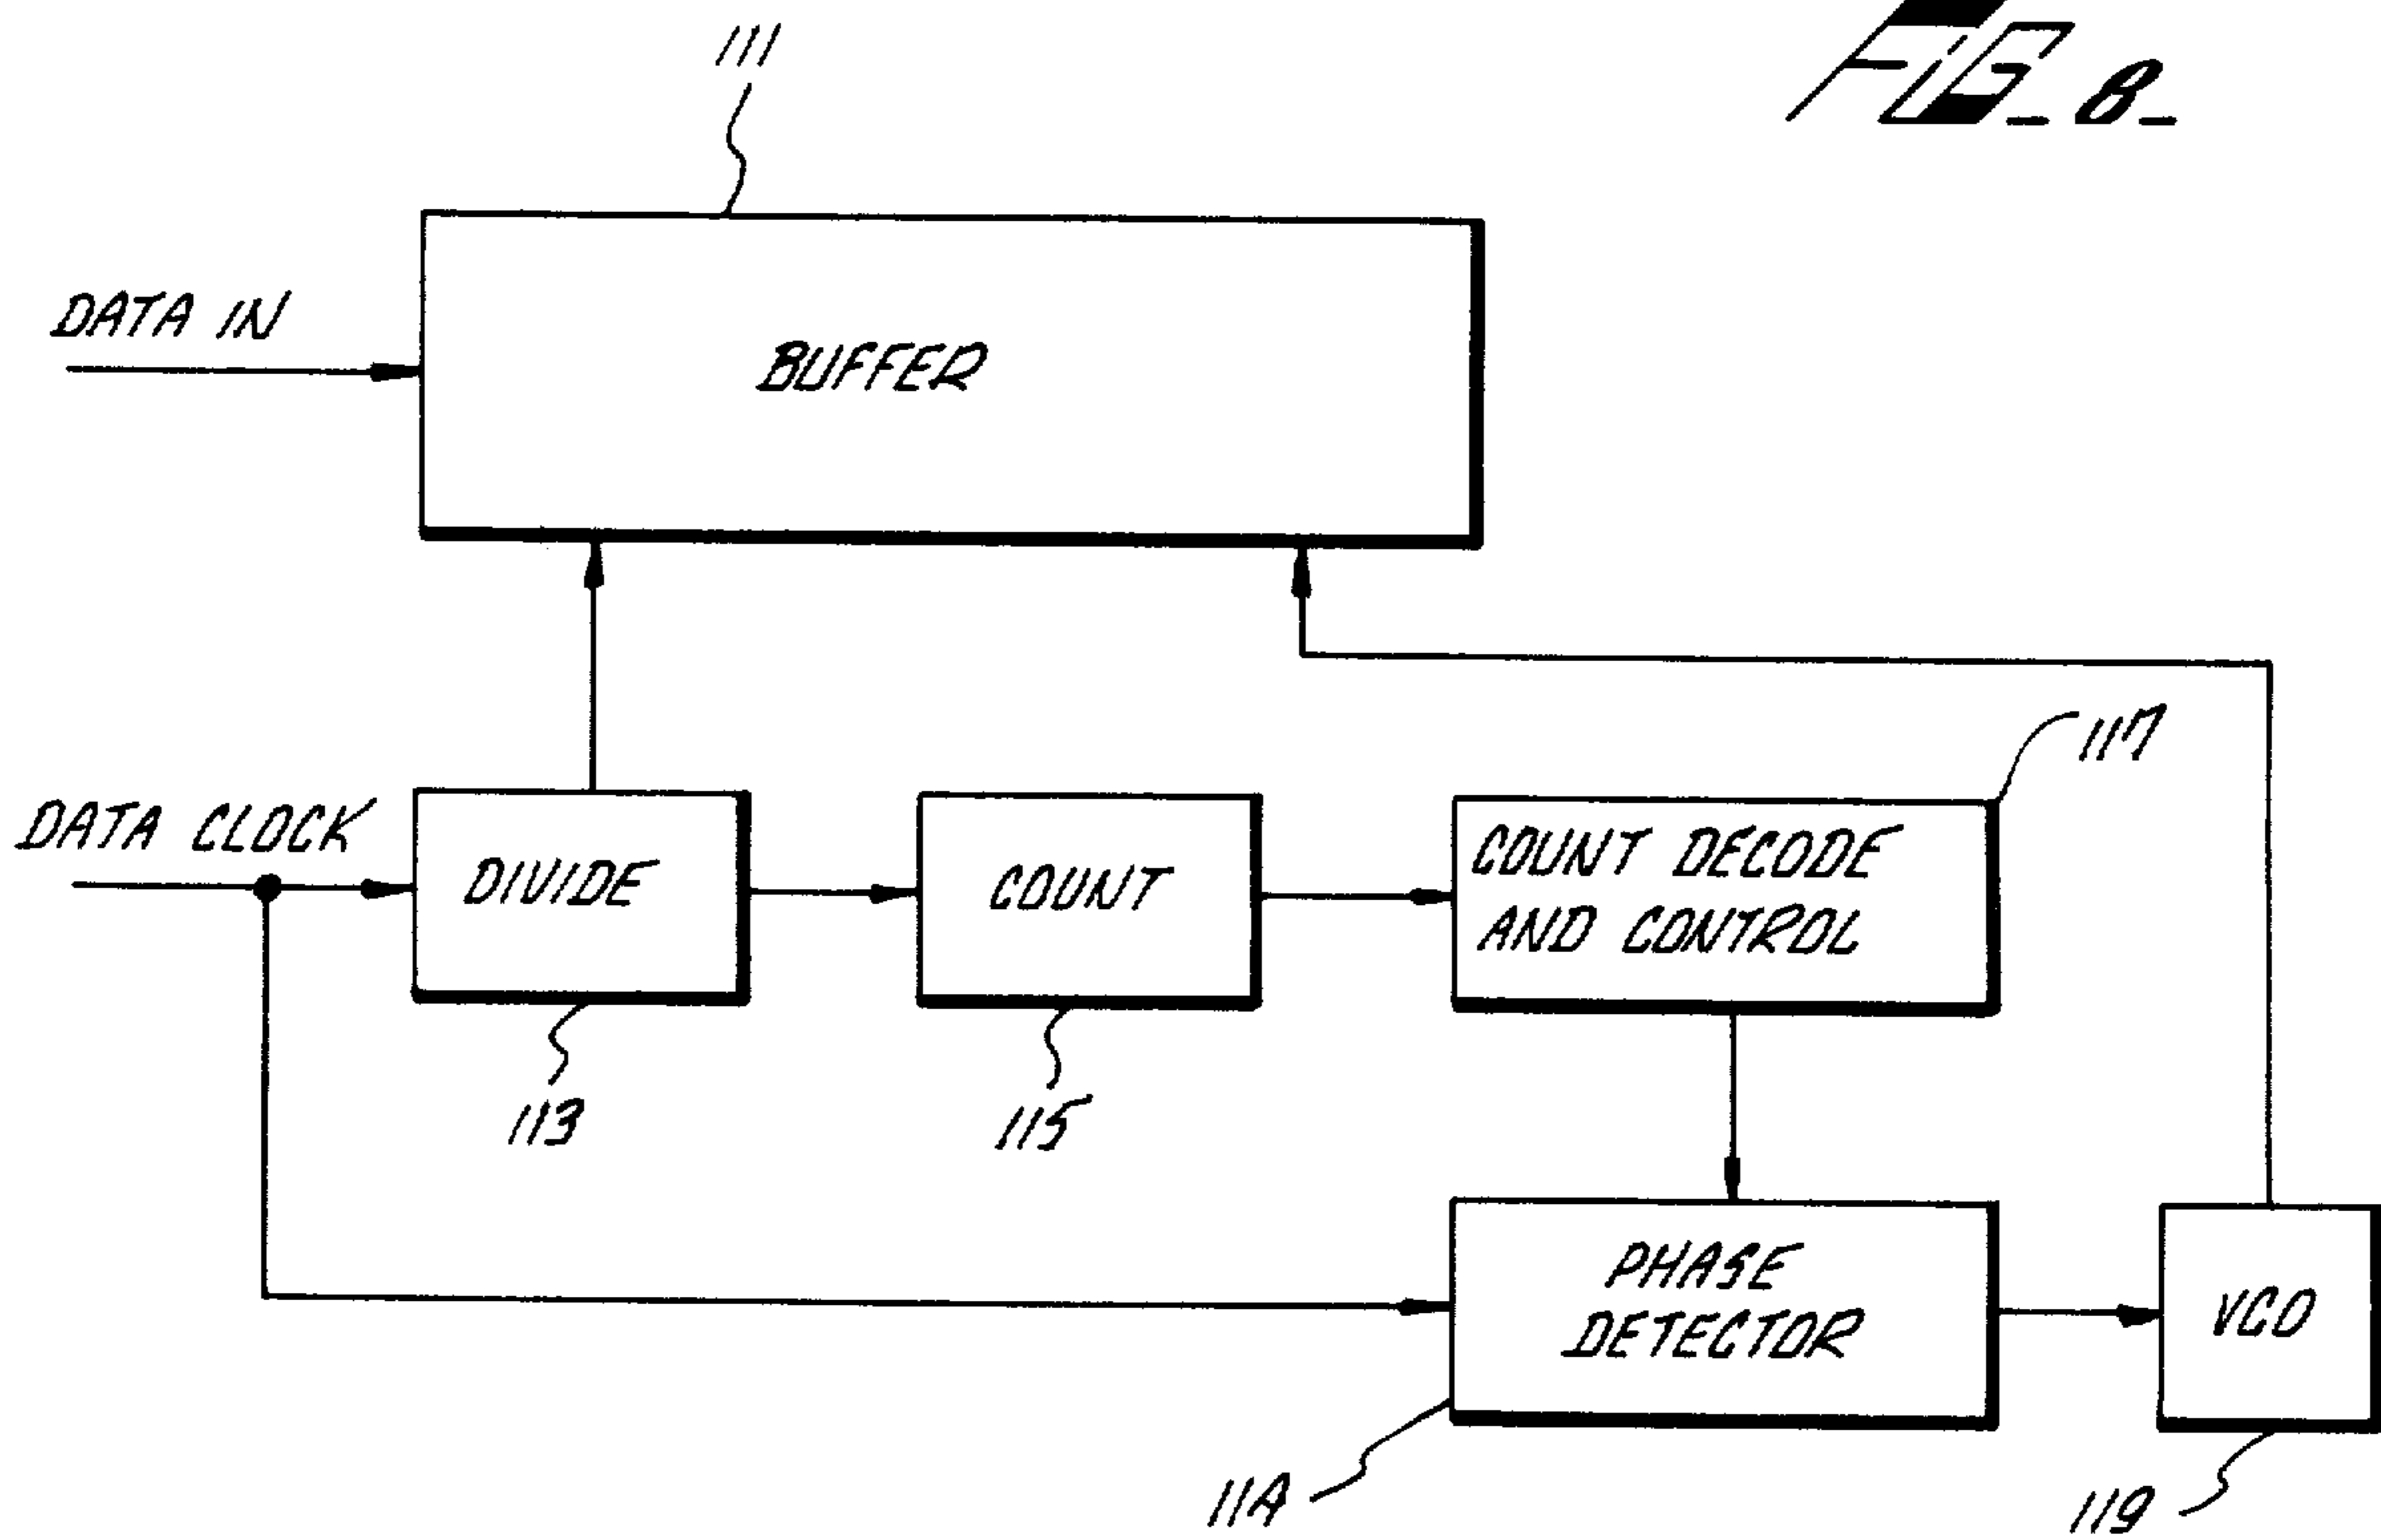 FIG_8_
111
DATA IN
BUFFER
117
DATA CLOCK
DIVIDE
COUNT
COUNT DECODE
AND CONTROL
113
115
PHASE
DETECTOR
VCO
11A
119